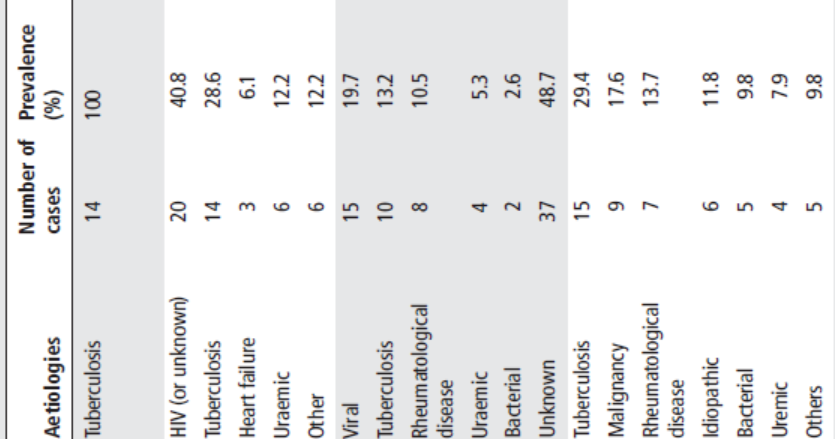 Aetiologies Number of cases Prevalence (%)
Tuberculosis 14 100
HIV (or unknown) 20 40.8
Tuberculosis 14 28.6
Heart failure 3 6.1
Uraemic 6 12.2
Other 6 12.2
Viral 15 19.7
Tuberculosis 10 13.2
Rheumatological disease 8 10.5
Uraemic 4 5.3
Bacterial 2 2.6
Unknown 37 48.7
Tuberculosis 15 29.4
Malignancy 9 17.6
Rheumatological disease 7 13.7
Idiopathic 6 11.8
Bacterial 5 9.8
Uremic 4 7.9
Others 5 9.8